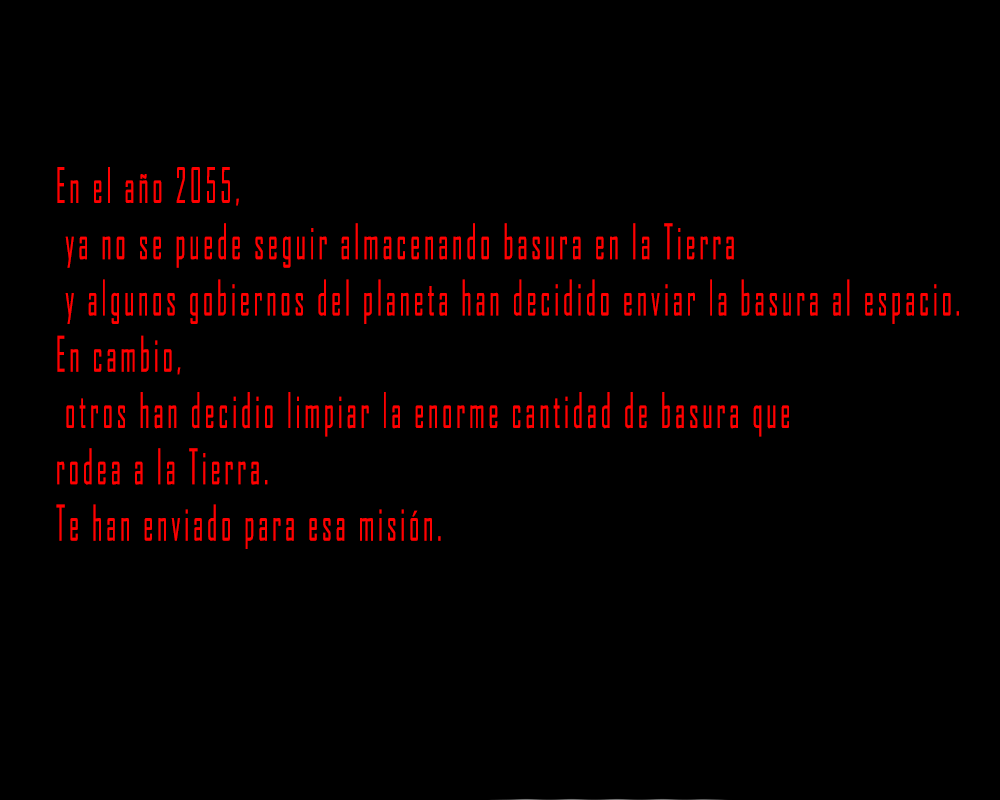 En el año 2055,
ya no se puede seguir almacenando basura en la Tierra
y algunos gobiernos del planeta han decidido enviar la basura al espacio.
En cambio,
otros han decidio limpiar la enorme cantidad de basura que
rodea a la Tierra.
Te han enviado para esa misión.